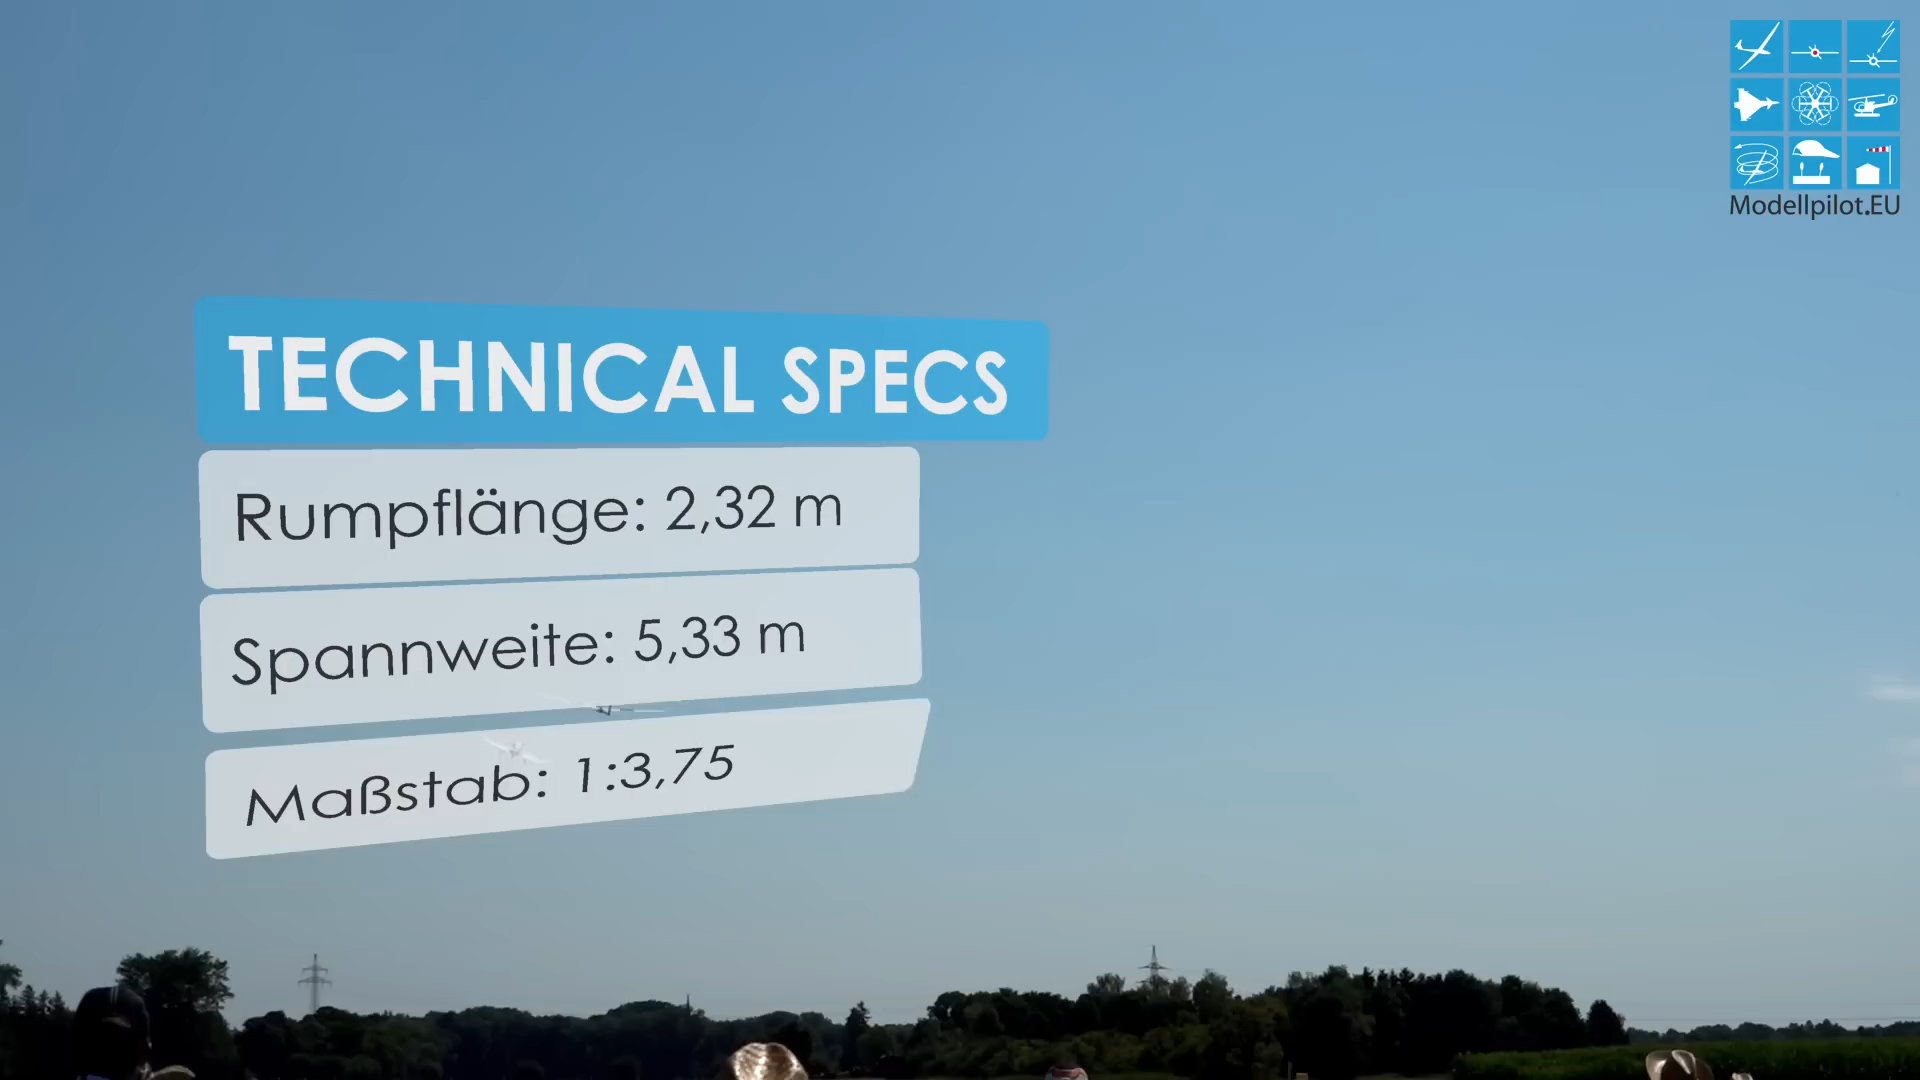 Modellpilot.EU
TECHNICAL SPECS
Rumpflänge: 2,32 m
Spannweite: 5,33 m
Maßstab: 1:3,75